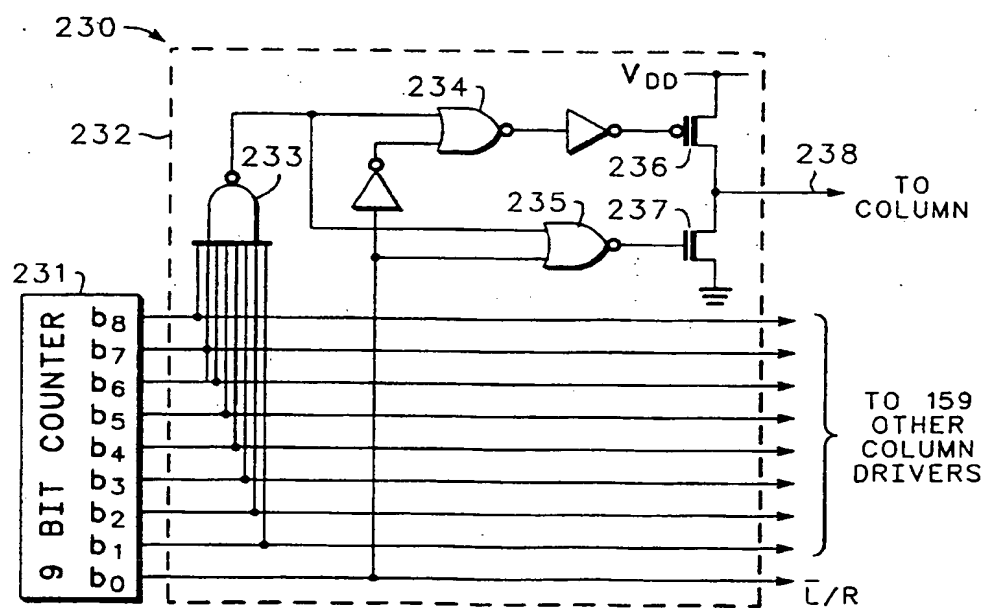 230
232
233
234
235
236
237
238
V_DD
TO
COLUMN
231
9 BIT COUNTER
b8
b7
b6
b5
b4
b3
b2
b1
b0
TO 159
OTHER
COLUMN
DRIVERS
L̅/R